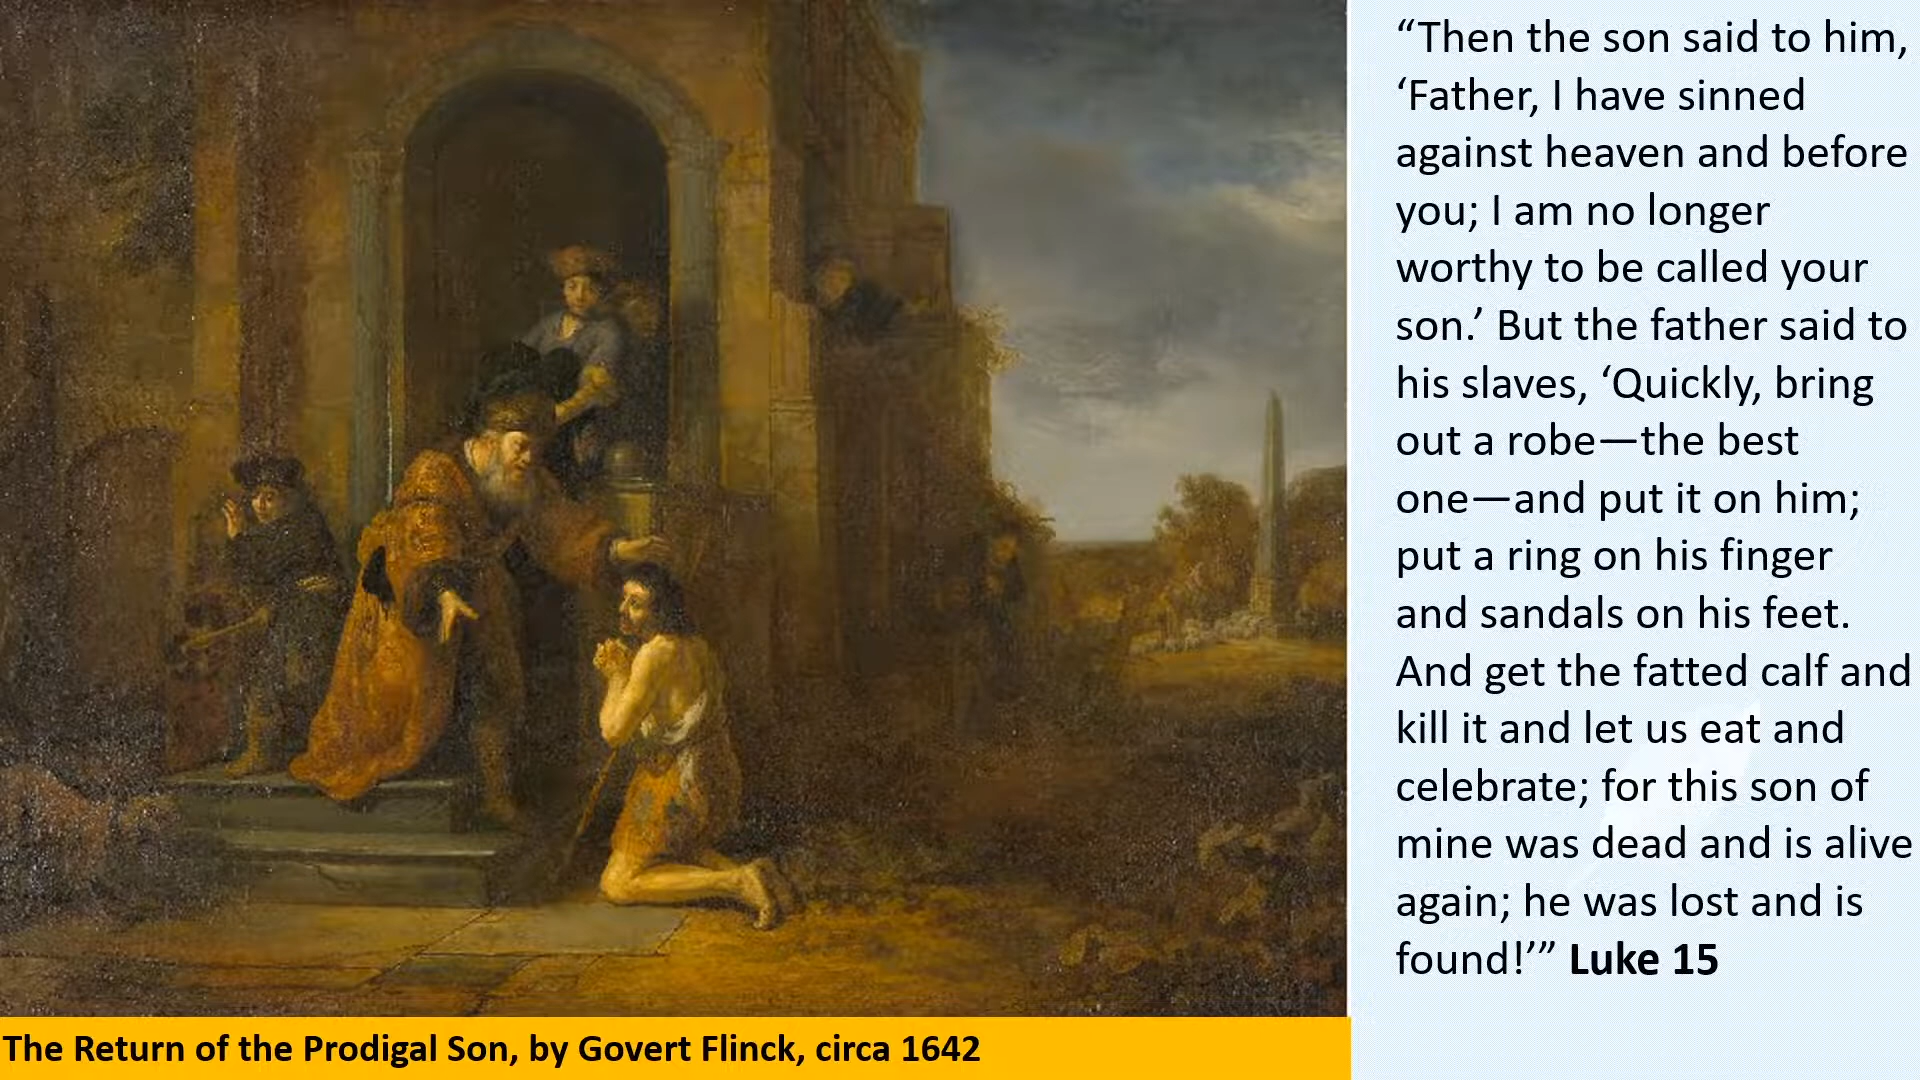 “Then the son said to him,
‘Father, I have sinned
against heaven and before
you; I am no longer
worthy to be called your
son.’ But the father said to
his slaves, ‘Quickly, bring
out a robe—the best
one—and put it on him;
put a ring on his finger
and sandals on his feet.
And get the fatted calf and
kill it and let us eat and
celebrate; for this son of
mine was dead and is alive
again; he was lost and is
found!’” Luke 15
The Return of the Prodigal Son, by Govert Flinck, circa 1642